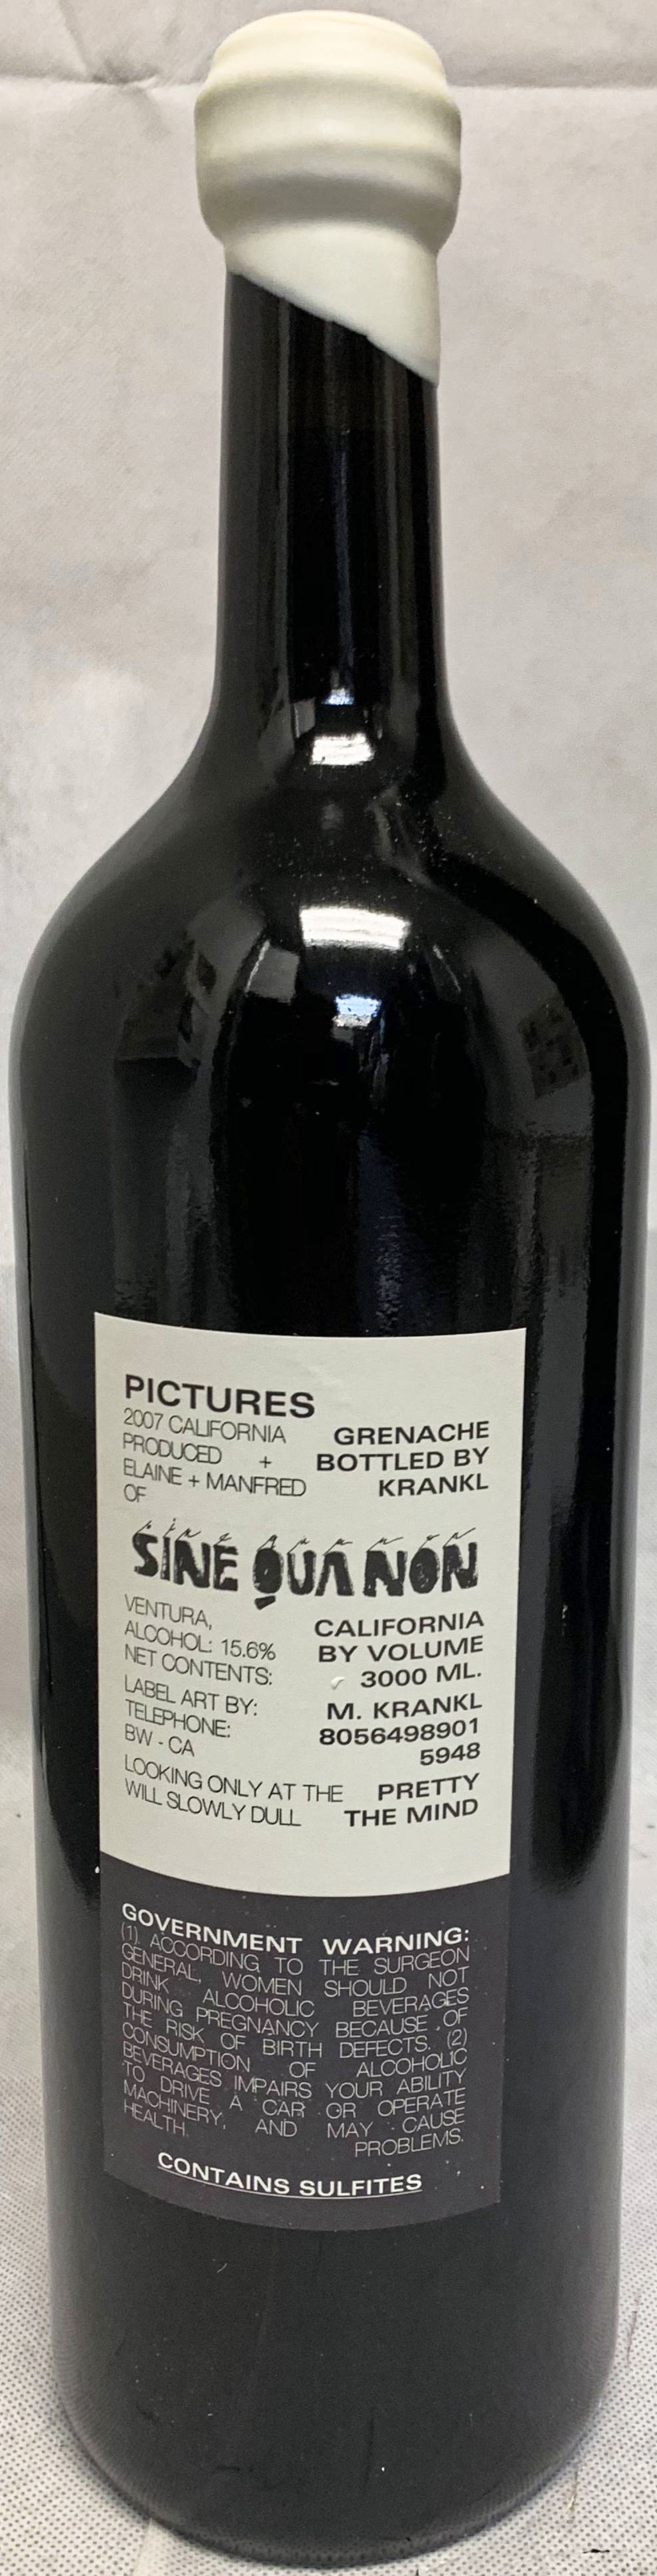 PICTURES
2007 CALIFORNIA GRENACHE
PRODUCED + BOTTLED BY
ELAINE + MANFRED KRANKL
OF
sine qua non
SINE QUA NON
VENTURA, CALIFORNIA
ALCOHOL: 15.6% BY VOLUME
NET CONTENTS: 3000 ML.
LABEL ART BY: M. KRANKL
TELEPHONE: 8056498901
BW - CA 5948
LOOKING ONLY AT THE PRETTY
WILL SLOWLY DULL THE MIND
GOVERNMENT WARNING:
(1) ACCORDING TO THE SURGEON
GENERAL, WOMEN SHOULD NOT
DRINK ALCOHOLIC BEVERAGES
DURING PREGNANCY BECAUSE OF
THE RISK OF BIRTH DEFECTS. (2)
CONSUMPTION OF ALCOHOLIC
BEVERAGES IMPAIRS YOUR ABILITY
TO DRIVE A CAR OR OPERATE
MACHINERY, AND MAY CAUSE
HEALTH PROBLEMS.
CONTAINS SULFITES